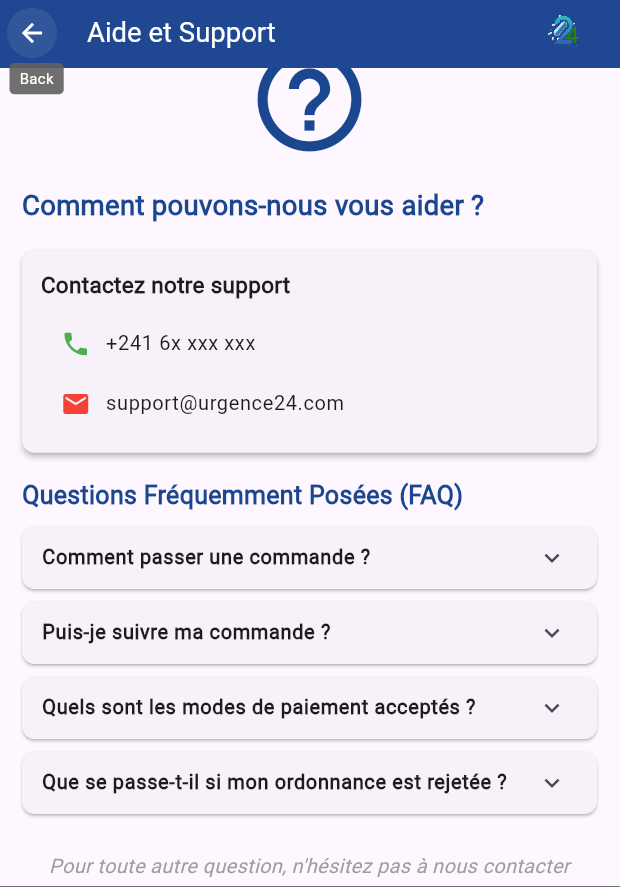 Aide et Support
Back
Comment pouvons-nous vous aider ?
Contactez notre support
+241 6x xxx xxx
support@urgence24.com
Questions Fréquemment Posées (FAQ)
Comment passer une commande ?
Puis-je suivre ma commande ?
Quels sont les modes de paiement acceptés ?
Que se passe-t-il si mon ordonnance est rejetée ?
Pour toute autre question, n'hésitez pas à nous contacter